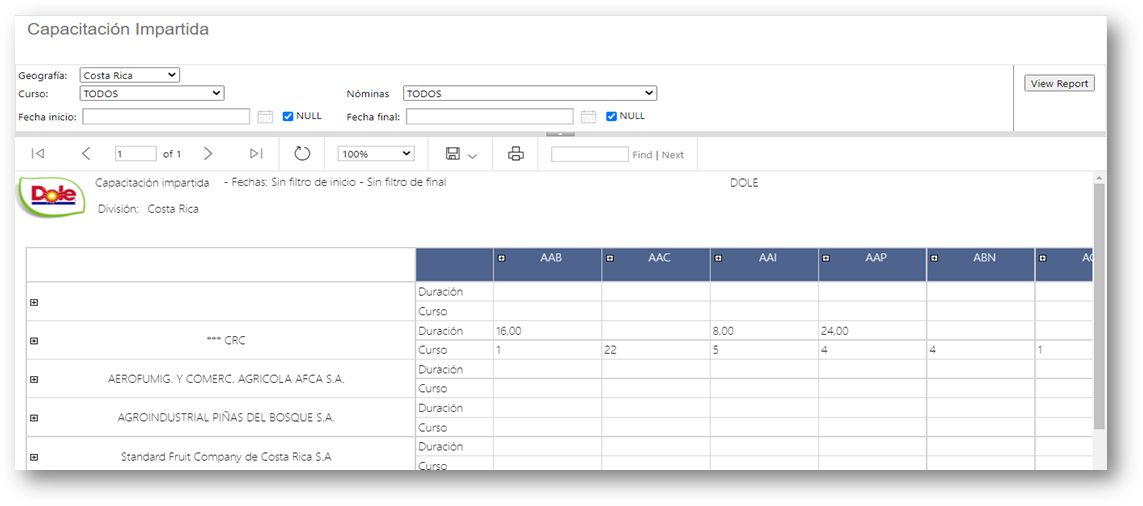 Capacitación Impartida
Geografía: Costa Rica
Curso: TODOS Nóminas TODOS
Fecha inicio: NULL Fecha final: NULL
View Report
1 of 1 100% Find | Next
Dole
Capacitación impartida - Fechas: Sin filtro de inicio - Sin filtro de final DOLE
División: Costa Rica
AAB AAC AAI AAP ABN
Duración
Curso
*** CRC
Duración 16,00 8,00 24,00
Curso 1 22 5 4 4 1
AEROFUMIG. Y COMERC. AGRICOLA AFCA S.A.
Duración
Curso
AGROINDUSTRIAL PIÑAS DEL BOSQUE S.A.
Duración
Curso
Standard Fruit Company de Costa Rica S.A
Duración
Curso